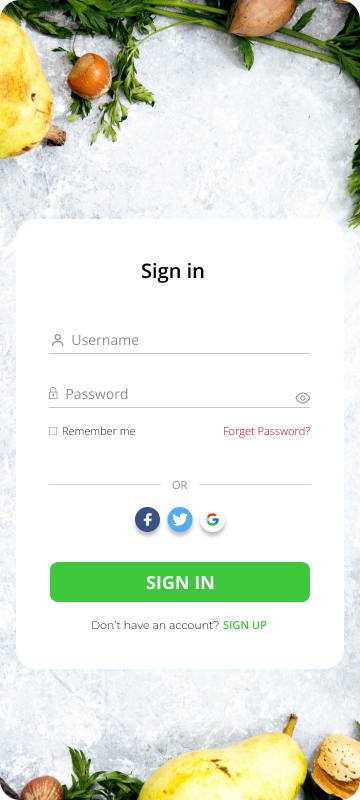 Sign in
Username
Password
Remember me
Forget Password?
OR
SIGN IN
Don't have an account? SIGN UP